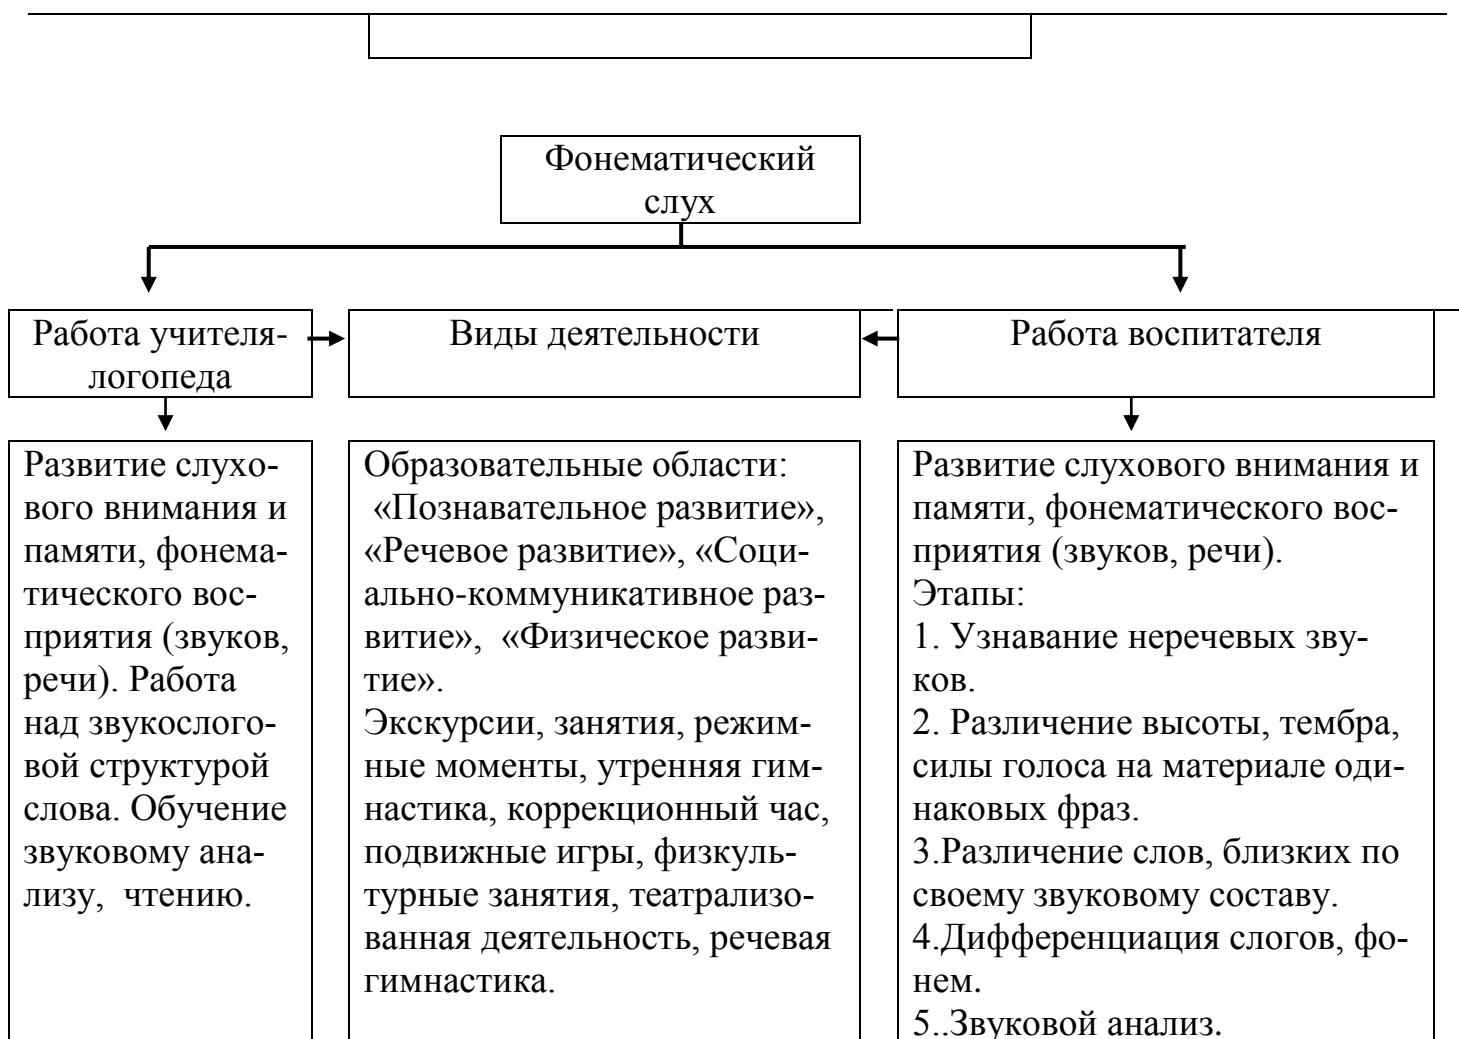 Фонематический
слух
Работа учителя-
логопеда
Виды деятельности
Работа воспитателя
Развитие слухо-
вого внимания и
памяти, фонема-
тического вос-
приятия (звуков,
речи). Работа
над звукослого-
вой структурой
слова. Обучение
звуковому ана-
лизу, чтению.
Образовательные области:
«Познавательное развитие»,
«Речевое развитие», «Соци-
ально-коммуникативное раз-
витие», «Физическое разви-
тие».
Экскурсии, занятия, режим-
ные моменты, утренняя гим-
настика, коррекционный час,
подвижные игры, физкуль-
турные занятия, театрализо-
ванная деятельность, речевая
гимнастика.
Развитие слухового внимания и
памяти, фонематического вос-
приятия (звуков, речи).
Этапы:
1. Узнавание неречевых зву-
ков.
2. Различение высоты, тембра,
силы голоса на материале оди-
наковых фраз.
3.Различение слов, близких по
своему звуковому составу.
4.Дифференциация слогов, фо-
нем.
5..Звуковой анализ.